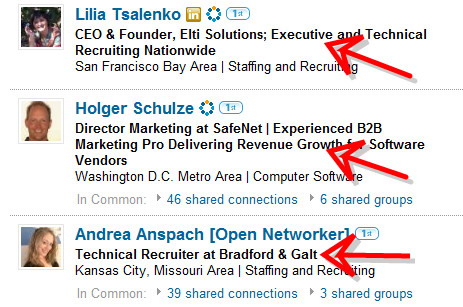 Lilia Tsalenko in 1st
CEO & Founder, Elti Solutions; Executive and Technical
Recruiting Nationwide
San Francisco Bay Area | Staffing and Recruiting
Holger Schulze 1st
Director Marketing at SafeNet | Experienced B2B
Marketing Pro Delivering Revenue Growth for Software
Vendors
Washington D.C. Metro Area | Computer Software
In Common: 46 shared connections 6 shared groups
Andrea Anspach [Open Networker] 1st
Technical Recruiter at Bradford & Galt
Kansas City, Missouri Area | Staffing and Recruiting
In Common: 39 shared connections 3 shared groups